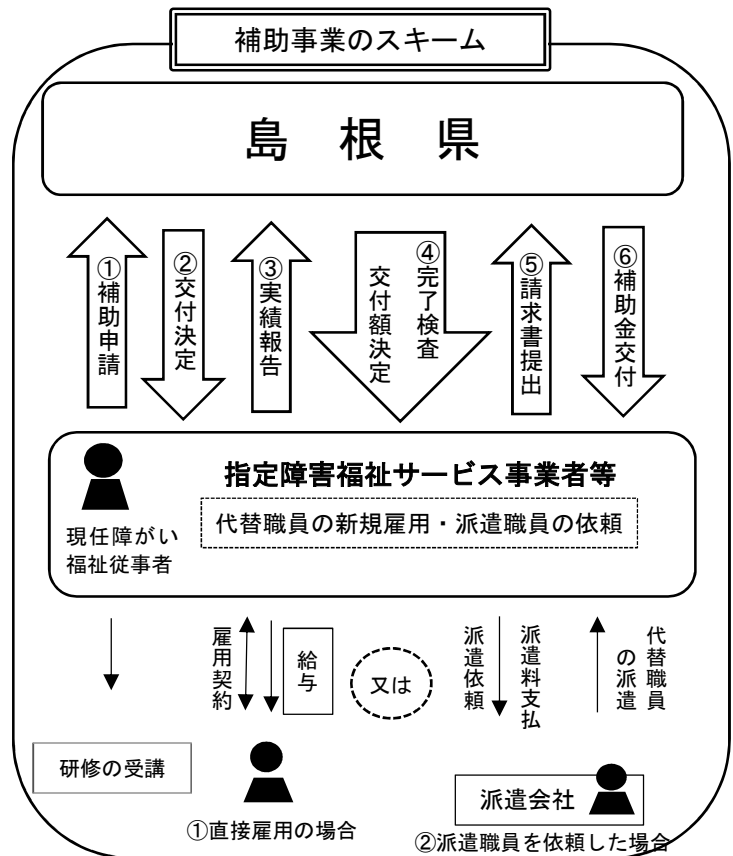 補助事業のスキーム
島 根 県
①補助申請
②交付決定
③実績報告
④完了検査
交付額決定
⑤請求書提出
⑥補助金交付
指定障害福祉サービス事業者等
代替職員の新規雇用・派遣職員の依頼
現任障がい
福祉従事者
雇用契約
給与
又は
派遣依頼
派遣料支払
代替職員
の派遣
研修の受講
①直接雇用の場合
派遣会社
②派遣職員を依頼した場合